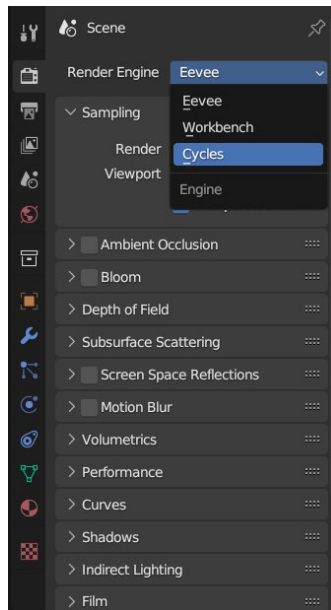 Scene
Render Engine Eevee
Eevee
Sampling
Workbench
Render
Cycles
Viewport
Engine
Ambient Occlusion
Bloom
Depth of Field
Subsurface Scattering
Screen Space Reflections
Motion Blur
Volumetrics
Performance
Curves
Shadows
Indirect Lighting
Film